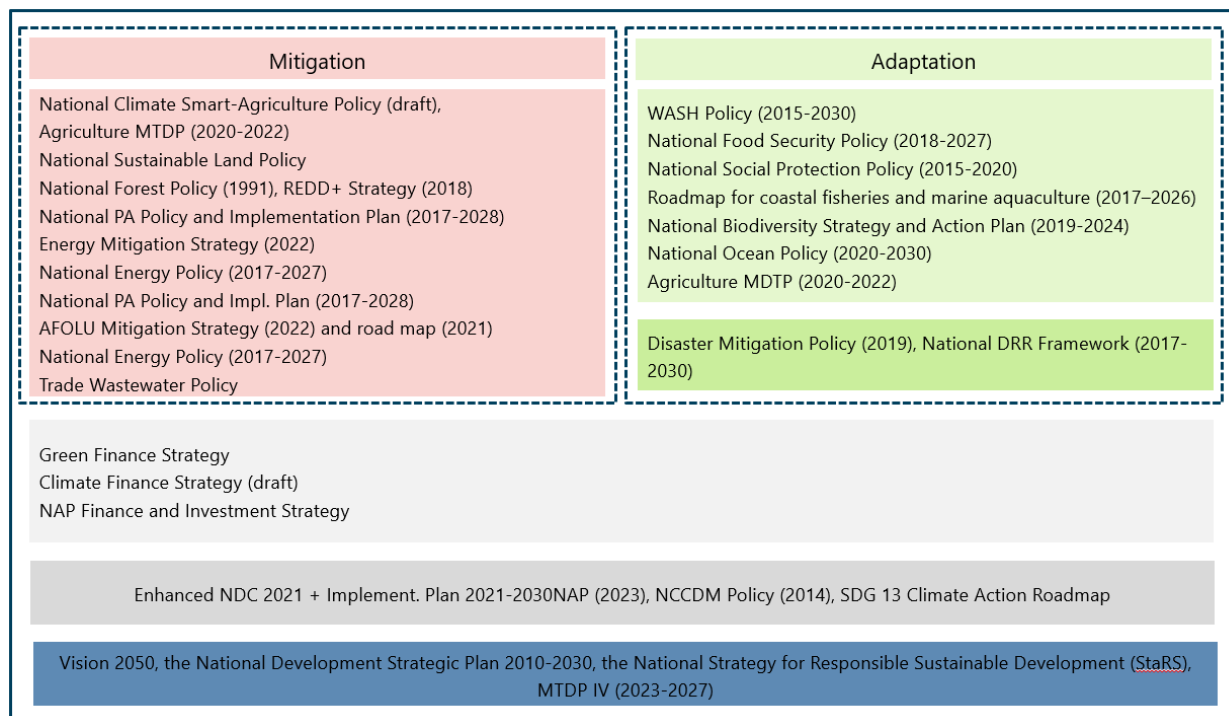 Mitigation
National Climate Smart-Agriculture Policy (draft),
Agriculture MTDP (2020-2022)
National Sustainable Land Policy
National Forest Policy (1991), REDD+ Strategy (2018)
National PA Policy and Implementation Plan (2017-2028)
Energy Mitigation Strategy (2022)
National Energy Policy (2017-2027)
National PA Policy and Impl. Plan (2017-2028)
AFOLU Mitigation Strategy (2022) and road map (2021)
National Energy Policy (2017-2027)
Trade Wastewater Policy
Adaptation
WASH Policy (2015-2030)
National Food Security Policy (2018-2027)
National Social Protection Policy (2015-2020)
Roadmap for coastal fisheries and marine aquaculture (2017–2026)
National Biodiversity Strategy and Action Plan (2019-2024)
National Ocean Policy (2020-2030)
Agriculture MDTP (2020-2022)
Disaster Mitigation Policy (2019), National DRR Framework (2017-
2030)
Green Finance Strategy
Climate Finance Strategy (draft)
NAP Finance and Investment Strategy
Enhanced NDC 2021 + Implement. Plan 2021-2030NAP (2023), NCCDM Policy (2014), SDG 13 Climate Action Roadmap
Vision 2050, the National Development Strategic Plan 2010-2030, the National Strategy for Responsible Sustainable Development (StaRS),
MTDP IV (2023-2027)